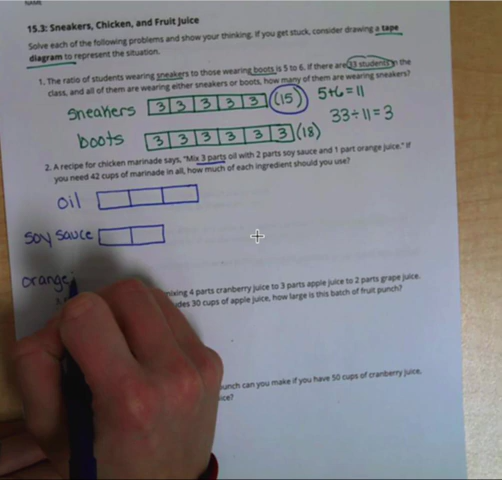 NAME
15.3: Sneakers, Chicken, and Fruit Juice
Solve each of the following problems and show your thinking. If you get stuck, consider drawing a tape
diagram to represent the situation.
1. The ratio of students wearing sneakers to those wearing boots is 5 to 6. If there are 33 students in the
class, and all of them are wearing either sneakers or boots, how many of them are wearing sneakers?
sneakers 3 3 3 3 3 (15) 5+6=11
33÷11=3
boots 3 3 3 3 3 3 (18)
2. A recipe for chicken marinade says, "Mix 3 parts oil with 2 parts soy sauce and 1 part orange juice." If
you need 42 cups of marinade in all, how much of each ingredient should you use?
oil
soy sauce
orange
mixing 4 parts cranberry juice to 3 parts apple juice to 2 parts grape juice.
30 cups of apple juice, how large is this batch of fruit punch?
punch can you make if you have 50 cups of cranberry juice,